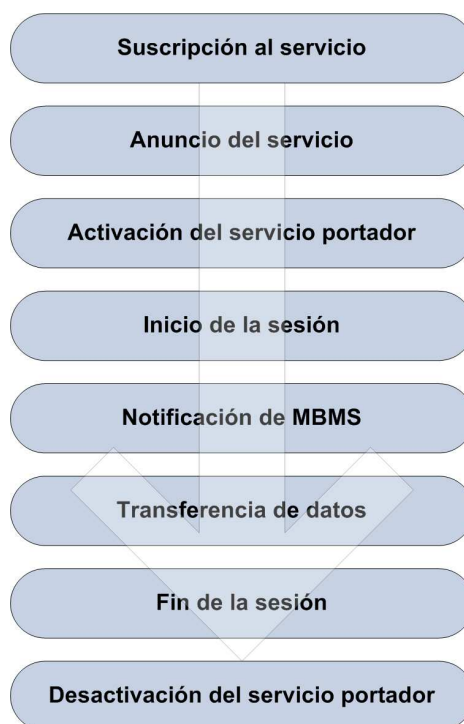 Suscripción al servicio
Anuncio del servicio
Activación del servicio portador
Inicio de la sesión
Notificación de MBMS
Transferencia de datos
Fin de la sesión
Desactivación del servicio portador